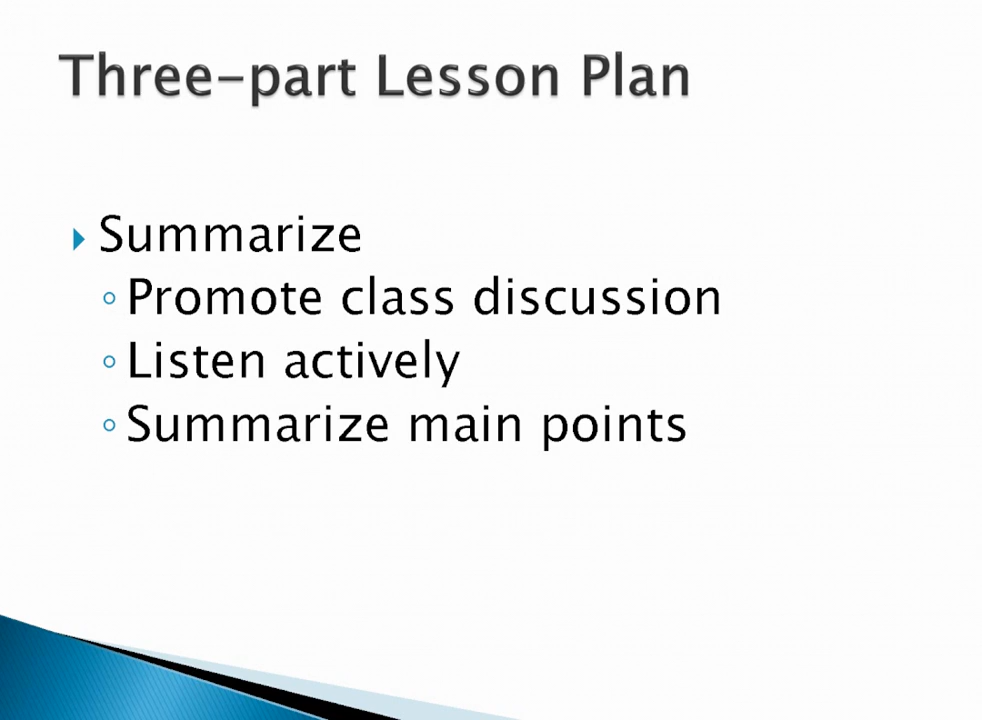 Three-part Lesson Plan
Summarize
Promote class discussion
Listen actively
Summarize main points